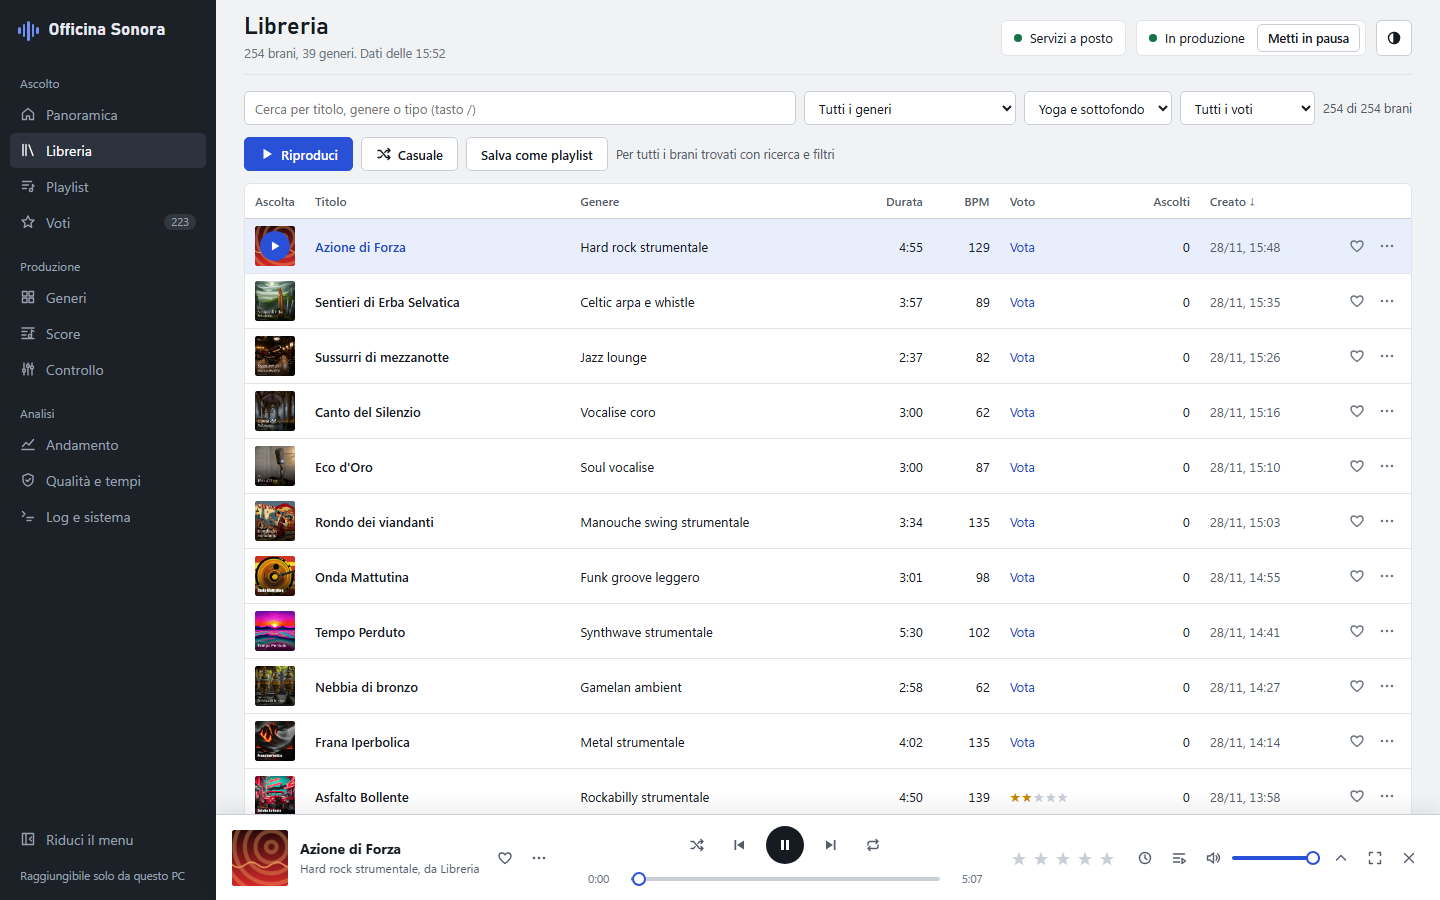 Officina Sonora
Ascolto
Panoramica
Libreria
Playlist
Voti 223
Produzione
Generi
Score
Controllo
Analisi
Andamento
Qualità e tempi
Log e sistema
Riduci il menu
Raggiungibile solo da questo PC
Libreria
254 brani, 39 generi. Dati delle 15:52
Servizi a posto
In produzione Metti in pausa
Cerca per titolo, genere o tipo (tasto /)
Tutti i generi
Yoga e sottofondo
Tutti i voti
254 di 254 brani
Riproduci
Casuale
Salva come playlist
Per tutti i brani trovati con ricerca e filtri
Ascolta Titolo Genere Durata BPM Voto Ascolti Creato ↓
Azione di Forza Hard rock strumentale 4:55 129 Vota 0 28/11, 15:48
Sentieri di Erba Selvatica Celtic arpa e whistle 3:57 89 Vota 0 28/11, 15:35
Sussurri di mezzanotte Jazz lounge 2:37 82 Vota 0 28/11, 15:26
Canto del Silenzio Vocalise coro 3:00 62 Vota 0 28/11, 15:16
Eco d'Oro Soul vocalise 3:00 87 Vota 0 28/11, 15:10
Rondo dei viandanti Manouche swing strumentale 3:34 135 Vota 0 28/11, 15:03
Onda Mattutina Funk groove leggero 3:01 98 Vota 0 28/11, 14:55
Tempo Perduto Synthwave strumentale 5:30 102 Vota 0 28/11, 14:41
Nebbia di bronzo Gamelan ambient 2:58 62 Vota 0 28/11, 14:27
Frana Iperbolica Metal strumentale 4:02 135 Vota 0 28/11, 14:14
Asfalto Bollente Rockabilly strumentale 4:50 139 ★★★★★ 0 28/11, 13:58
Azione di Forza
Hard rock strumentale, da Libreria
0:00
5:07